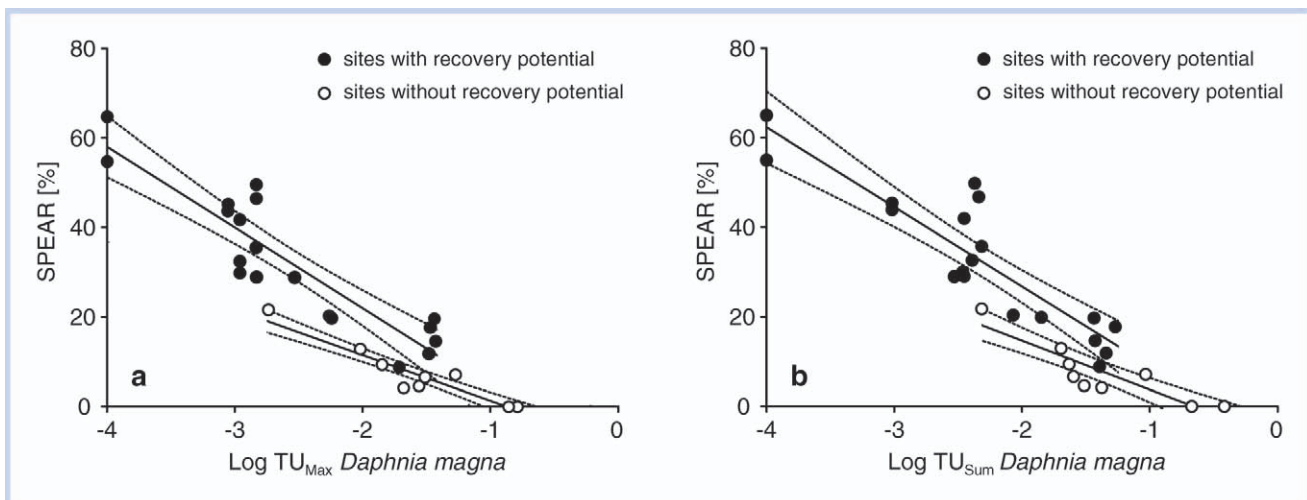 80
60
40
20
0
SPEAR [%]
sites with recovery potential
sites without recovery potential
a
-4
-3
-2
-1
0
Log TUMax Daphnia magna
80
60
40
20
0
SPEAR [%]
sites with recovery potential
sites without recovery potential
b
-4
-3
-2
-1
0
Log TUSum Daphnia magna